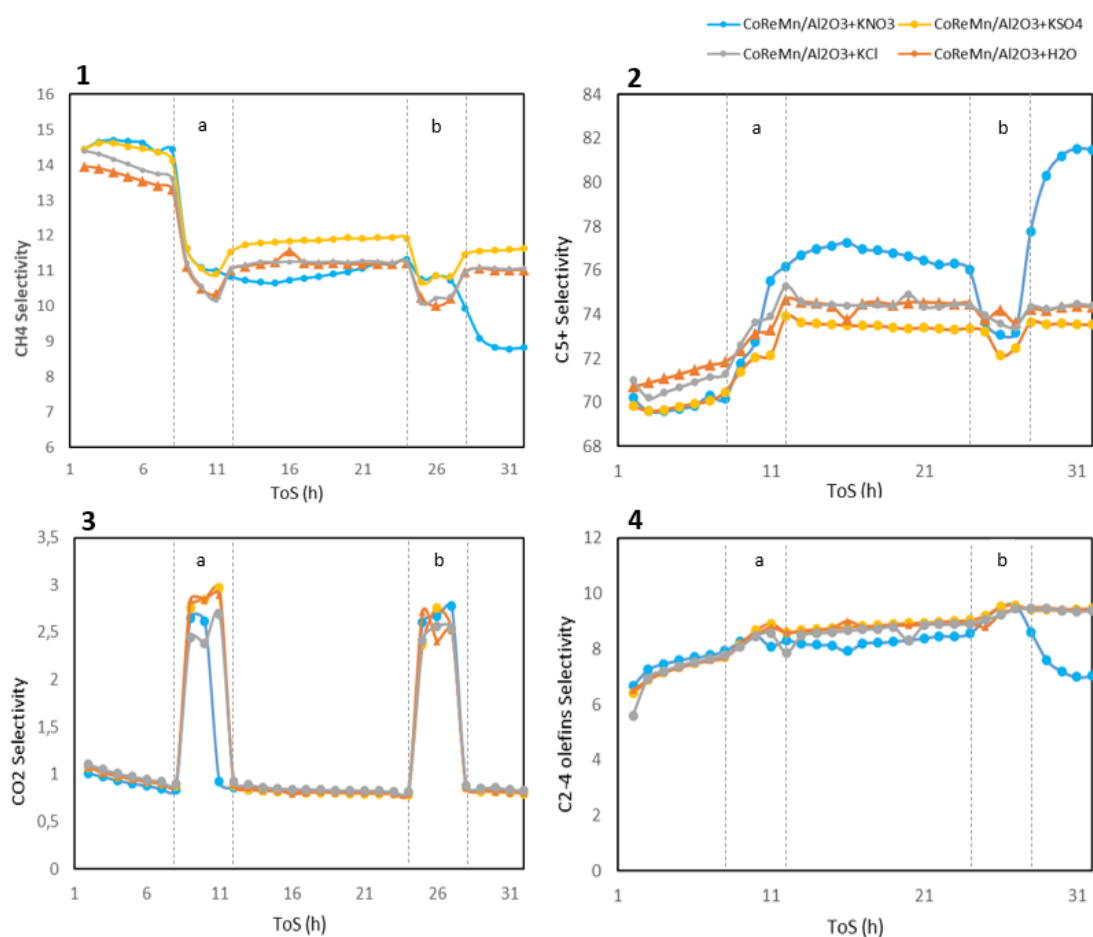 CoReMn/Al2O3+KNO3 CoReMn/Al2O3+KSO4
CoReMn/Al2O3+KCl CoReMn/Al2O3+H2O
1
CH4 Selectivity
16
15
14
13
12
11
10
9
8
7
6
a
b
1 6 11 16 21 26 31
ToS (h)
2
C5+ Selectivity
84
82
80
78
76
74
72
70
68
a
b
1 11 21 31
ToS (h)
3
CO2 Selectivity
3,5
3
2,5
2
1,5
1
0,5
0
a
b
1 6 11 16 21 26 31
ToS (h)
4
C2-4 olefins Selectivity
12
10
8
6
4
2
0
a
b
1 11 21 31
ToS (h)